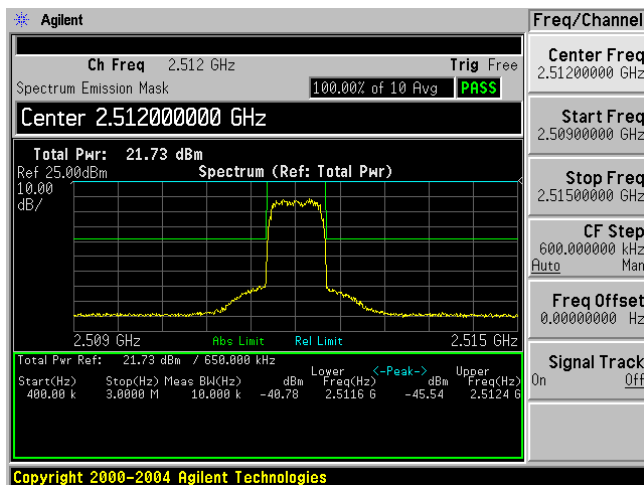 Agilent
Freq/Channel
Ch Freq 2.512 GHz Trig Free
Spectrum Emission Mask 100.00% of 10 Avg PASS
Center 2.512000000 GHz
Total Pwr: 21.73 dBm
Ref 25.00dBm Spectrum (Ref: Total Pwr)
10.00
dB/
2.509 GHz Abs Limit Rel Limit 2.515 GHz
Total Pwr Ref: 21.73 dBm / 650.000 kHz
Lower <-Peak-> Upper
Start(Hz) Stop(Hz) Meas BW(Hz) dBm Freq(Hz) dBm Freq(Hz)
400.00 k 3.0000 M 10.000 k -40.78 2.5116 G -45.54 2.5124 G
Center Freq
2.51200000 GHz
Start Freq
2.50900000 GHz
Stop Freq
2.51500000 GHz
CF Step
600.000000 kHz
Auto Man
Freq Offset
0.00000000 Hz
Signal Track
On Off
Copyright 2000-2004 Agilent Technologies